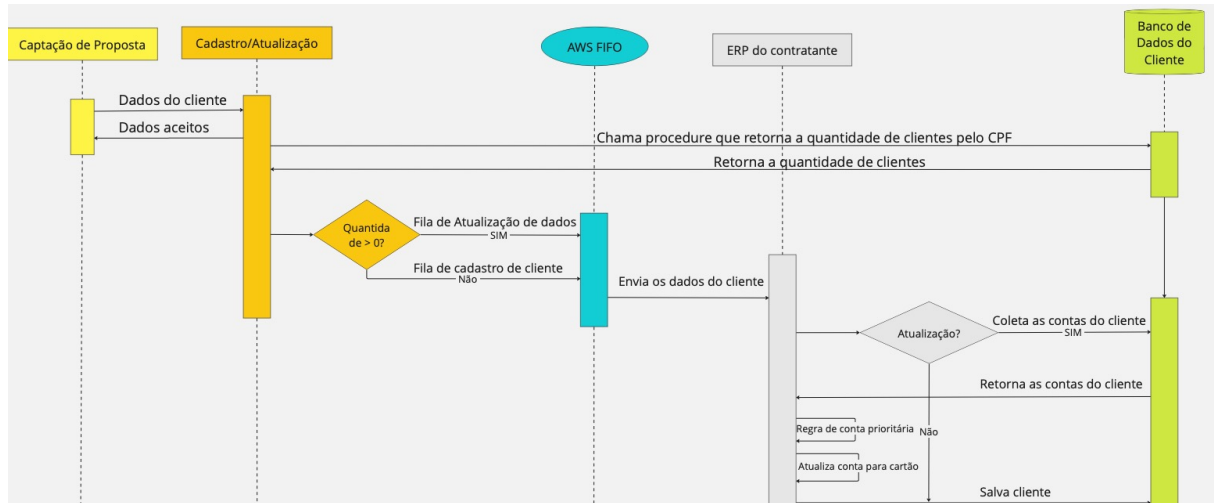 Captação de Proposta
Cadastro/Atualização
AWS FIFO
ERP do contratante
Banco de
Dados do
Cliente
Dados do cliente
Dados aceitos
Chama procedure que retorna a quantidade de clientes pelo CPF
Retorna a quantidade de clientes
Quantida
de > 0?
Fila de Atualização de dados
SIM
Fila de cadastro de cliente
Não
Envia os dados do cliente
Atualização?
Coleta as contas do cliente
SIM
Retorna as contas do cliente
Regra de conta prioritária
Não
Atualiza conta para cartão
Salva cliente